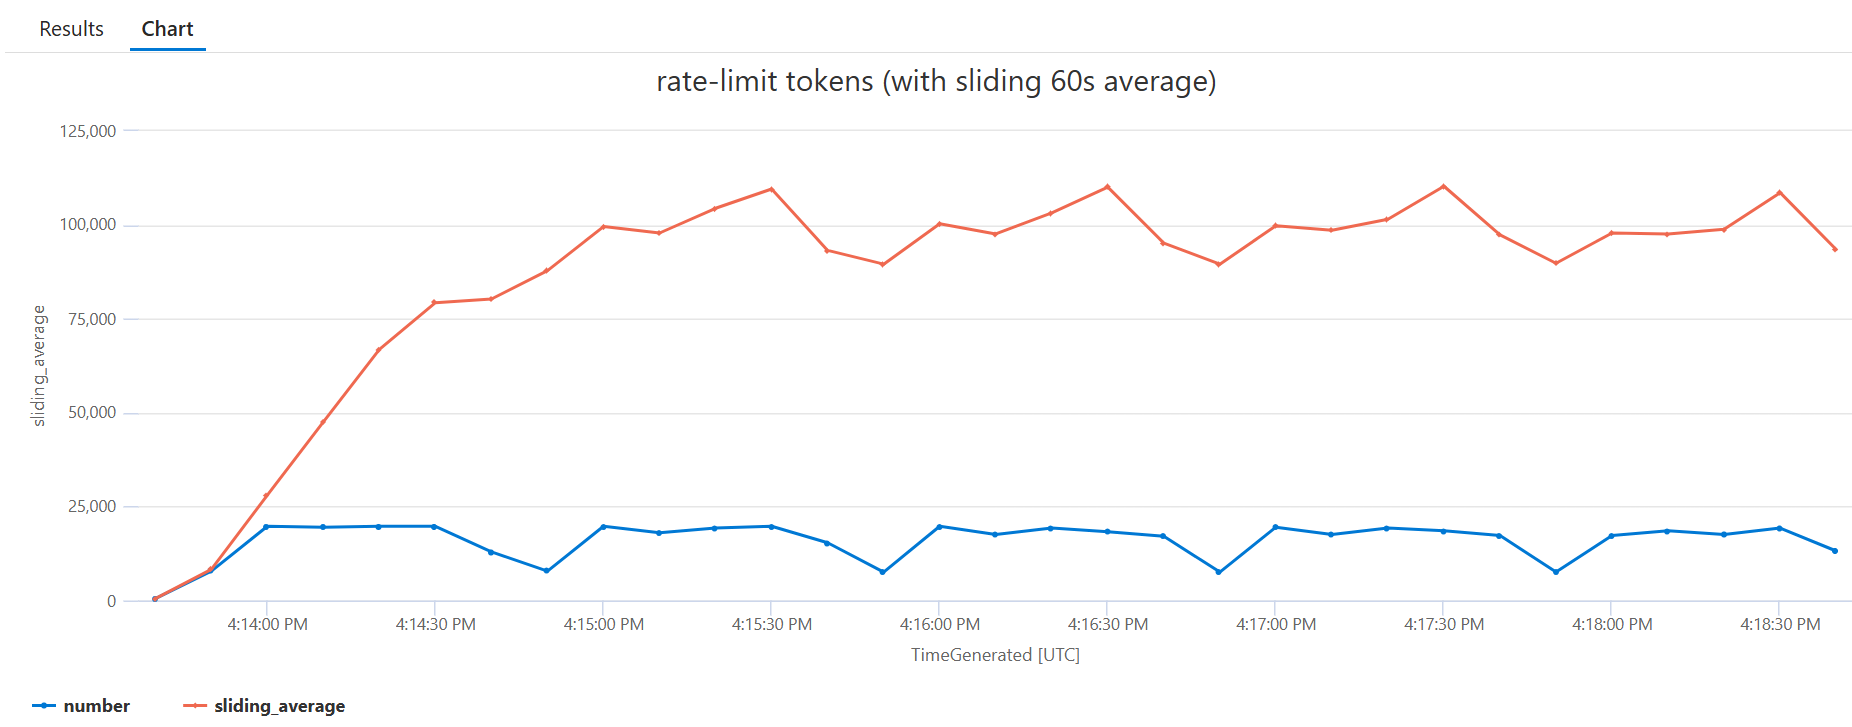 Results Chart
rate-limit tokens (with sliding 60s average)
125,000
100,000
75,000
50,000
25,000
0
sliding_average
4:14:00 PM 4:14:30 PM 4:15:00 PM 4:15:30 PM 4:16:00 PM 4:16:30 PM 4:17:00 PM 4:17:30 PM 4:18:00 PM 4:18:30 PM
TimeGenerated [UTC]
number sliding_average